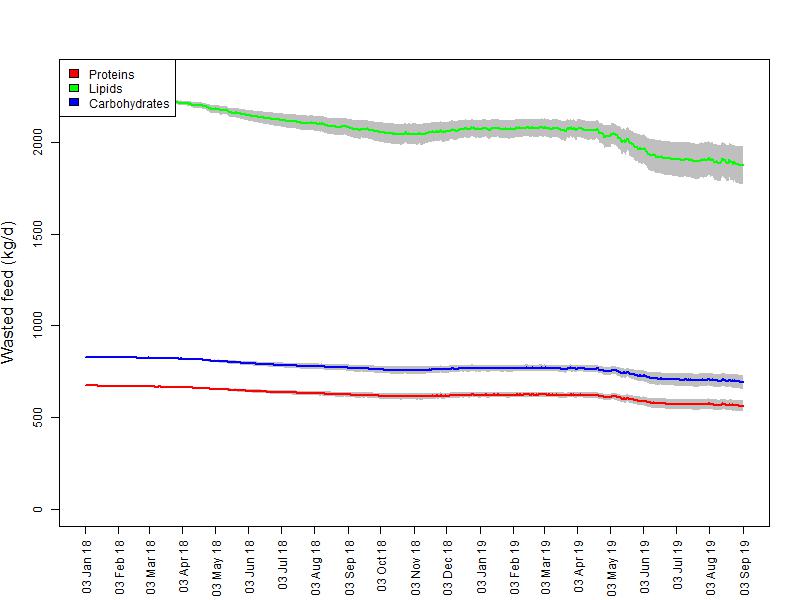 Proteins
Lipids
Carbohydrates
Wasted feed (kg/d)
2000
1500
1000
500
0
03 Jan 18
03 Feb 18
03 Mar 18
03 Apr 18
03 May 18
03 Jun 18
03 Jul 18
03 Aug 18
03 Sep 18
03 Oct 18
03 Nov 18
03 Dec 18
03 Jan 19
03 Feb 19
03 Mar 19
03 Apr 19
03 May 19
03 Jun 19
03 Jul 19
03 Aug 19
03 Sep 19